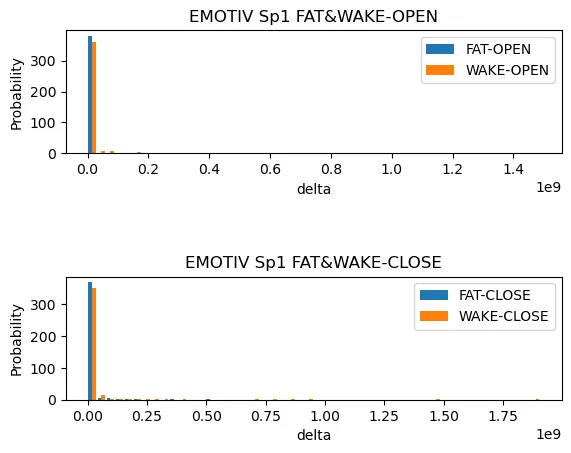 EMOTIV Sp1 FAT&WAKE-OPEN
Probability
300
200
100
0
FAT-OPEN
WAKE-OPEN
0.0 0.2 0.4 0.6 0.8 1.0 1.2 1.4
1e9
delta
EMOTIV Sp1 FAT&WAKE-CLOSE
Probability
300
200
100
0
FAT-CLOSE
WAKE-CLOSE
0.00 0.25 0.50 0.75 1.00 1.25 1.50 1.75
1e9
delta